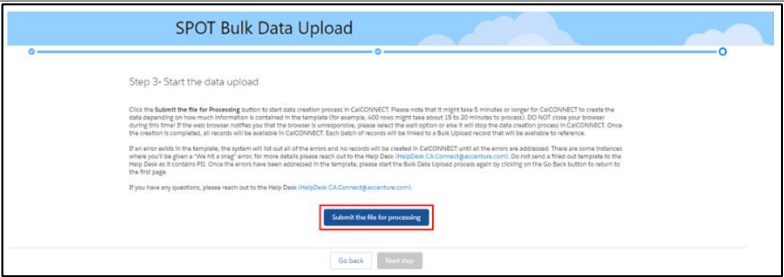 SPOT Bulk Data Upload
Step 3- Start the data upload
Click the Submit the file for Processing button to start data creation process in CalCONNECT. Please note that it might take 5 minutes or longer for CalCONNECT to create the
data depending on how much information is contained in the template (for example, 400 rows might take about 15 to 20 minutes to process). DO NOT close your browser
during this time! If the web browser notifies you that the browser is unresponsive, please select the wait option or else it will stop the data creation process in CalCONNECT. Once
the creation is completed, all records will be available in CalCONNECT. Each batch of records will be linked to a Bulk Upload record that will be available to reference.
If an error exists in the template, the system will list out all of the errors and no records will be created in CalCONNECT until all the errors are addressed. There are some instances
where you'll be given a "We hit a snag" error, for more details please reach out to the Help Desk (HelpDesk.CA.Connect@accenture.com). Do not send a filled out template to the
Help Desk as it contains PII. Once the errors have been addressed in the template, please start the Bulk Data Upload process again by clicking on the Go Back button to return to
the first page.
If you have any questions, please reach out to the Help Desk (HelpDesk.CA.Connect@accenture.com).
Submit the file for processing
Go back
Next step